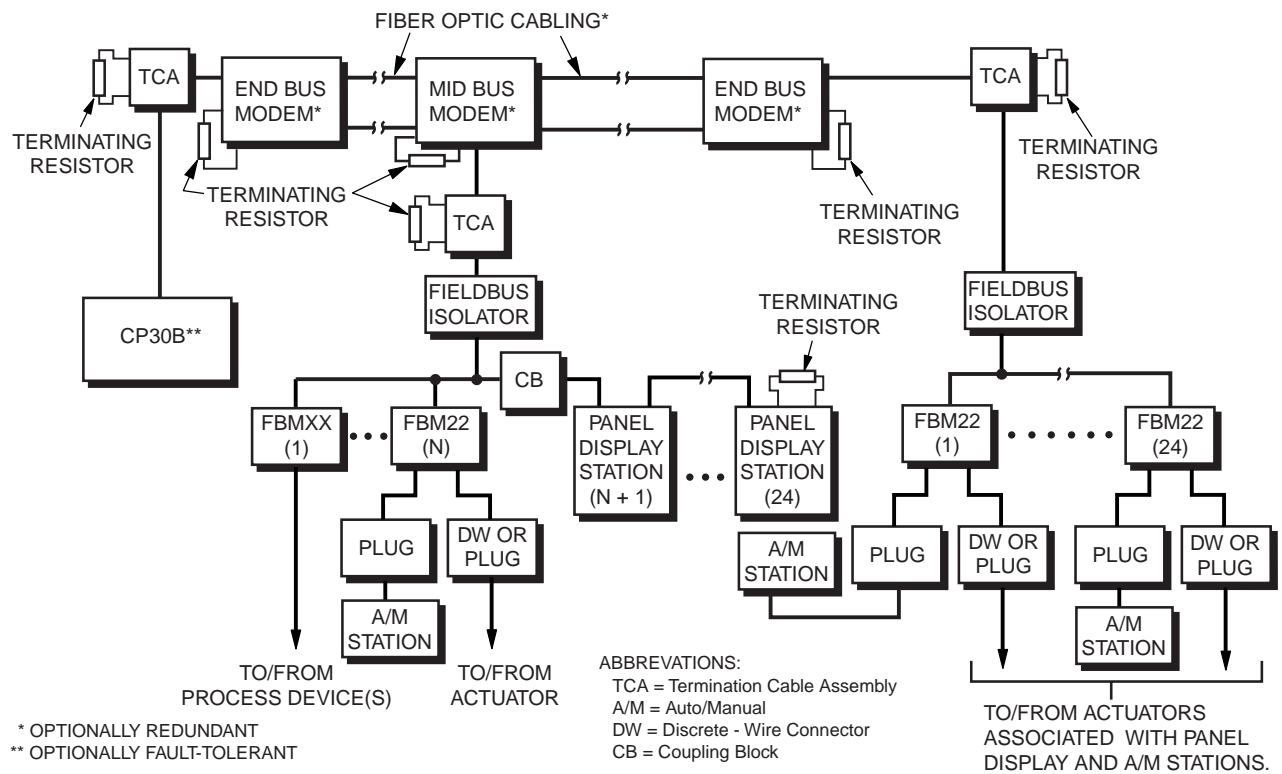 FIBER OPTIC CABLING*
TCA
END BUS
MODEM*
MID BUS
MODEM*
END BUS
MODEM*
TCA
TERMINATING
RESISTOR
TERMINATING
RESISTOR
TERMINATING
RESISTOR
TERMINATING
RESISTOR
TCA
CP30B**
FIELDBUS
ISOLATOR
TERMINATING
RESISTOR
FIELDBUS
ISOLATOR
CB
FBMXX
(1)
FBM22
(N)
PANEL
DISPLAY
STATION
(N + 1)
PANEL
DISPLAY
STATION
(24)
FBM22
(1)
FBM22
(24)
PLUG
DW OR
PLUG
A/M
STATION
PLUG
DW OR
PLUG
PLUG
DW OR
PLUG
A/M
STATION
A/M
STATION
TO/FROM
PROCESS DEVICE(S)
TO/FROM
ACTUATOR
ABBREVATIONS:
TCA = Termination Cable Assembly
A/M = Auto/Manual
DW = Discrete - Wire Connector
CB = Coupling Block
TO/FROM ACTUATORS
ASSOCIATED WITH PANEL
DISPLAY AND A/M STATIONS.
* OPTIONALLY REDUNDANT
** OPTIONALLY FAULT-TOLERANT